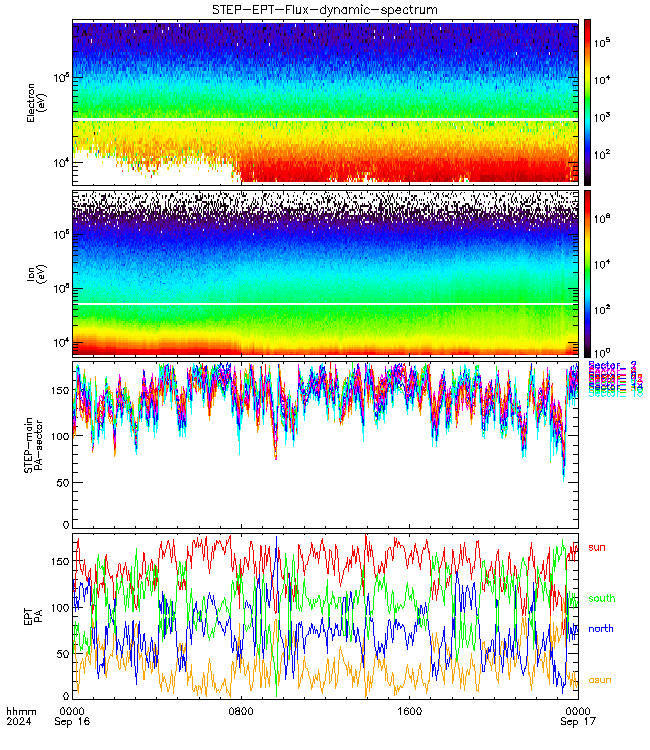 STEP-EPT-Flux-dynamic-spectrum
Electron
(eV)
10^5
10^4
10^5
10^4
10^3
10^2
Ion
(eV)
10^6
10^5
10^4
10^6
10^4
10^2
10^0
STEP-main
PA-sector
150
100
50
0
EPT
PA
150
100
50
0
sun
south
north
asun
hhmm
2024
0000
Sep 16
0800
1600
0000
Sep 17